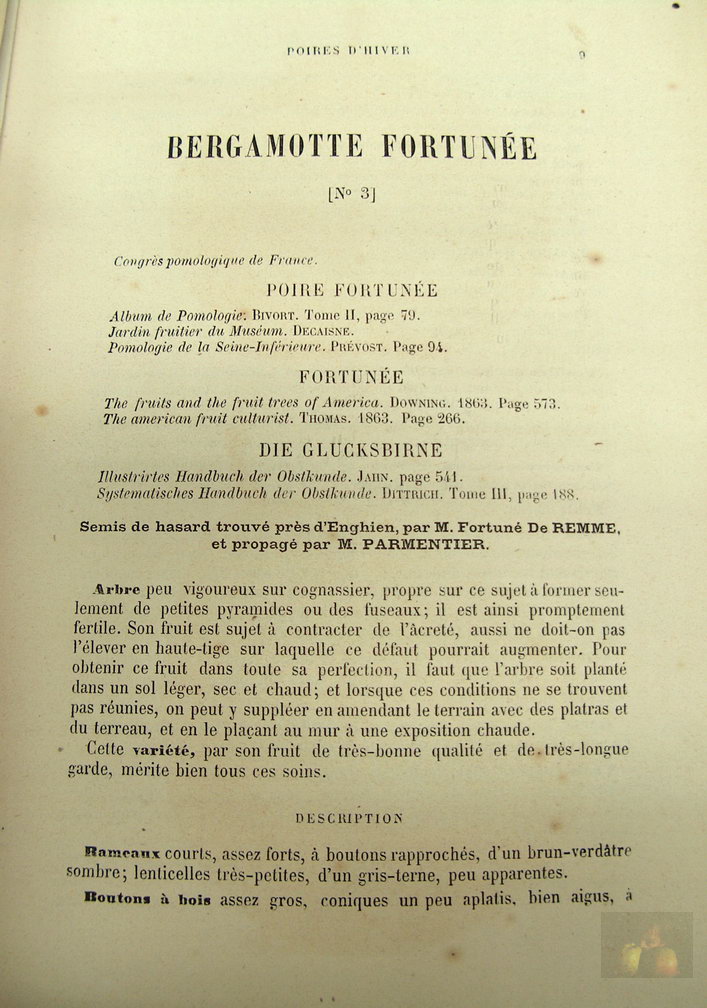 POIRES D'HIVER
9
BERGAMOTTE FORTUNÉE
[No 3]
Congrès pomologique de France.
POIRE FORTUNÉE
Album de Pomologie. BIVORT. Tome II, page 79.
Jardin fruitier du Muséum. DECAISNE.
Pomologie de la Seine-Inférieure. PRÉVOST. Page 94.
FORTUNÉE
The fruits and the fruit trees of America. DOWNING. 1863. Page 573.
The american fruit culturist. THOMAS. 1863. Page 266.
DIE GLUCKSBIRNE
Illustrirtes Handbuch der Obstkunde. JAHN. page 541.
Systematisches Handbuch der Obstkunde. DITTRICH. Tome III, page 188.
Semis de hasard trouvé près d'Enghien, par M. Fortuné De REMME,
et propagé par M. PARMENTIER.
Arbre peu vigoureux sur cognassier, propre sur ce sujet à former seu-
lement de petites pyramides ou des fuseaux; il est ainsi promptement
fertile. Son fruit est sujet à contracter de l'âcreté, aussi ne doit-on pas
l'élever en haute-tige sur laquelle ce défaut pourrait augmenter. Pour
obtenir ce fruit dans toute sa perfection, il faut que l'arbre soit planté
dans un sol léger, sec et chaud; et lorsque ces conditions ne se trouvent
pas réunies, on peut y suppléer en amendant le terrain avec des platras et
du terreau, et en le plaçant au mur à une exposition chaude.
Cette variété, par son fruit de très-bonne qualité et de très-longue
garde, mérite bien tous ces soins.
DESCRIPTION
Rameaux courts, assez forts, à boutons rapprochés, d'un brun-verdâtre
sombre; lenticelles très-petites, d'un gris-terne, peu apparentes.
Boutons à bois assez gros, coniques un peu aplatis, bien aigus, à